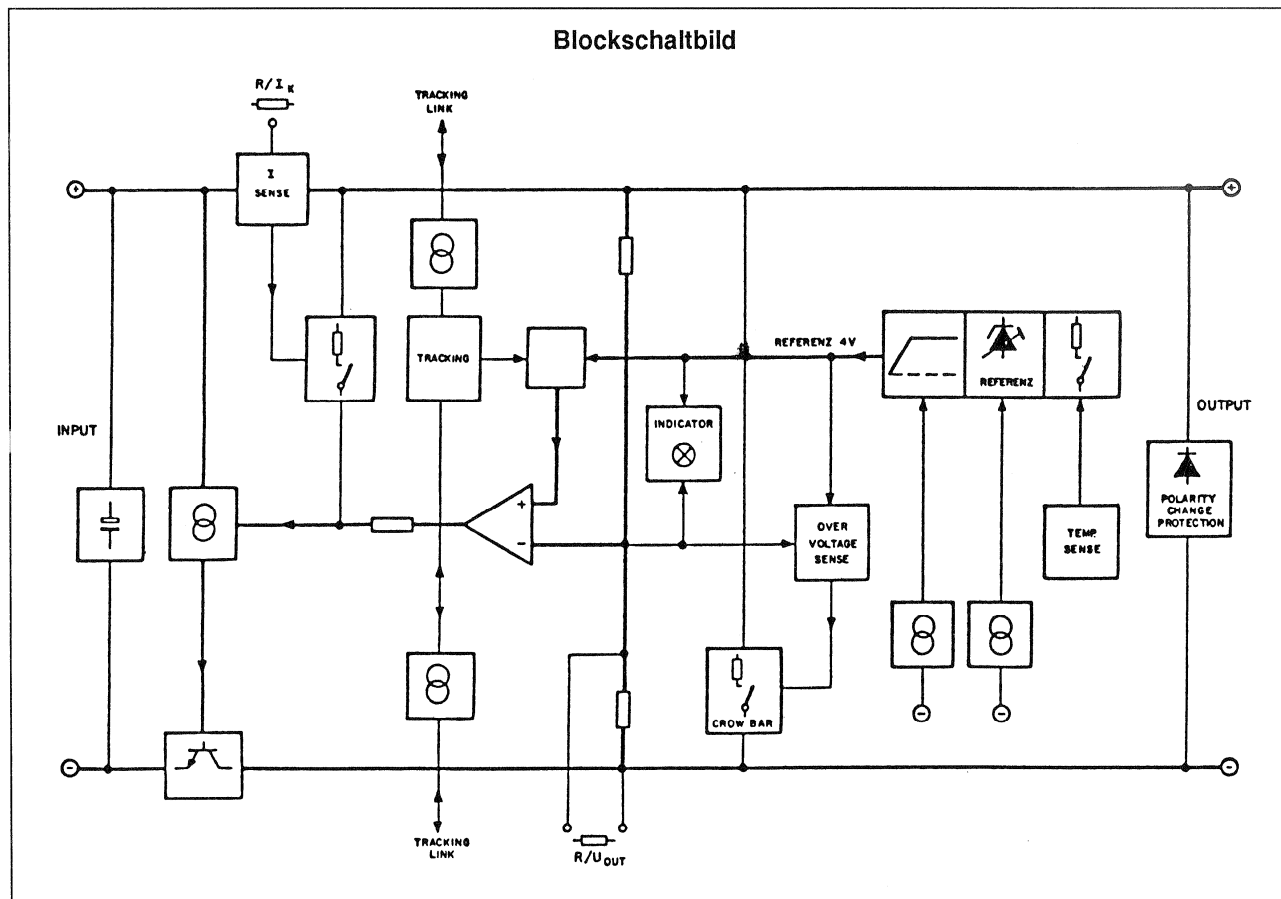 Blockschaltbild
R/I K
TRACKING
LINK
I
SENSE
+
+
TRACKING
REFERENZ 4V
REFERENZ
INDICATOR
INPUT
OUTPUT
+
−
OVER
VOLTAGE
SENSE
TEMP.
SENSE
POLARITY
CHANGE
PROTECTION
CROW BAR
−
−
−
−
TRACKING
LINK
R/U OUT